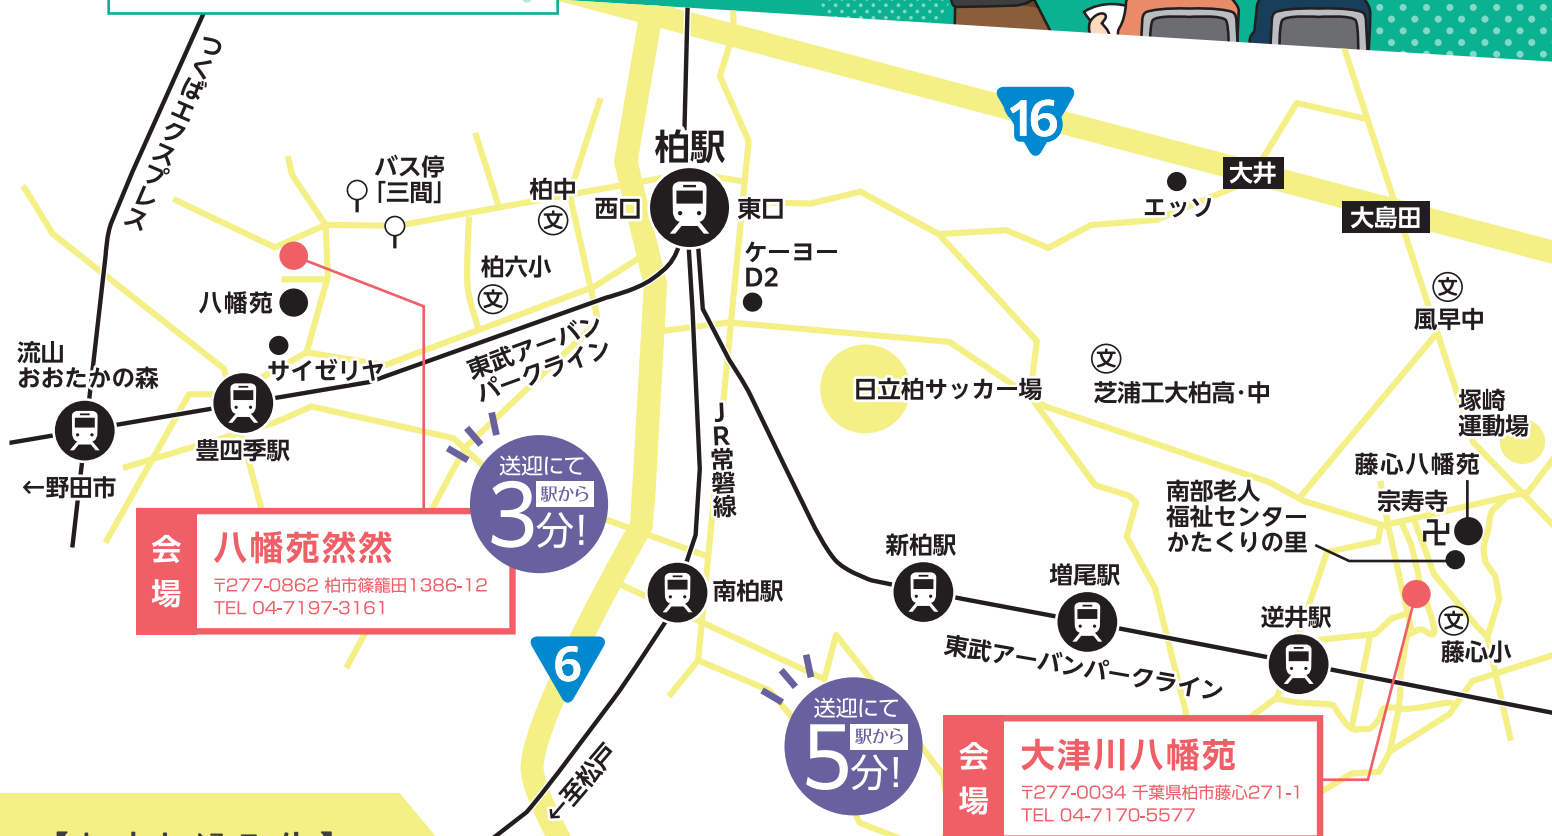 つくばエクスプレス
バス停
「三間」
柏中
文
柏駅
西口
東口
16
大井
エッソ
大島田
柏六小
文
ケーヨー
D2
八幡苑
サイゼリヤ
流山
おおたかの森
東武アーバン
パークライン
文
風早中
文
芝浦工大柏高・中
日立柏サッカー場
塚崎
運動場
豊四季駅
←野田市
JR常磐線
送迎にて
3駅から
分!
藤心八幡苑
宗寿寺
卍
南部老人
福祉センター
かたくりの里
会場
八幡苑然然
〒277-0862 柏市篠籠田1386-12
TEL 04-7197-3161
南柏駅
新柏駅
増尾駅
逆井駅
文
藤心小
東武アーバンパークライン
6
←至松戸
送迎にて
5駅から
分!
会場
大津川八幡苑
〒277-0034 千葉県柏市藤心271-1
TEL 04-7170-5577